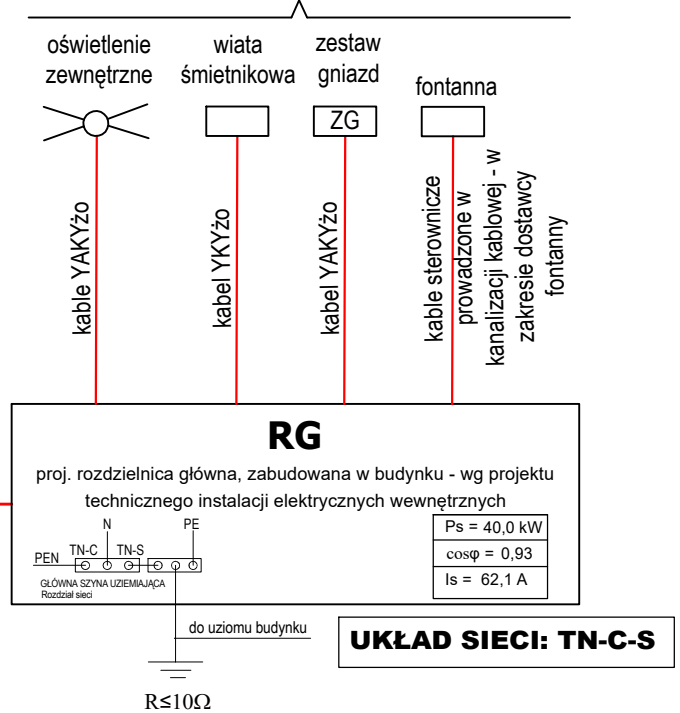 oświetlenie
zewnętrzne
wiata
śmietnikowa
zestaw
gniazd
fontanna
ZG
kable YAKYżo
kabel YKYżo
kabel YAKYżo
kable sterownicze
prowadzone w
kanalizacji kablowej - w
zakresie dostawcy
fontanny
RG
proj. rozdzielnica główna, zabudowana w budynku - wg projektu
technicznego instalacji elektrycznych wewnętrznych
N
PE
PEN
TN-C
TN-S
GŁÓWNA SZYNA UZIEMIAJĄCA
Rozdział sieci
Ps = 40,0 kW
cosφ = 0,93
Is = 62,1 A
do uziomu budynku
UKŁAD SIECI: TN-C-S
R≤10Ω